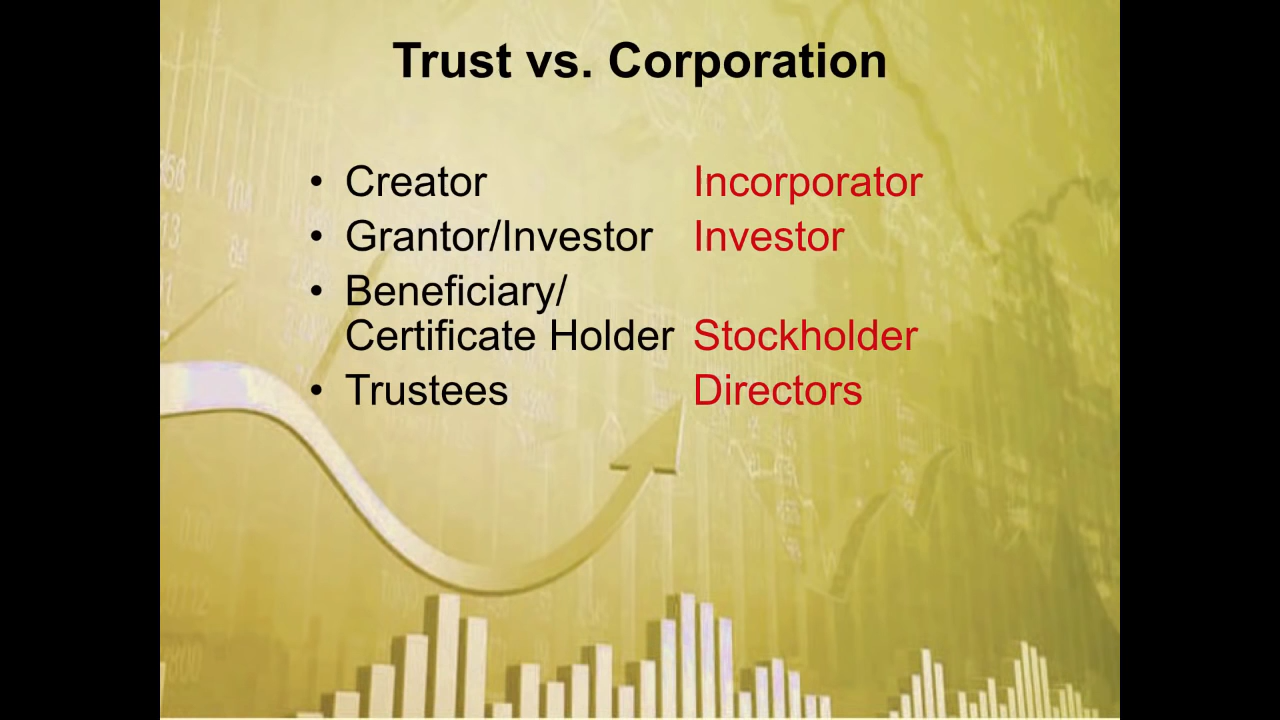 Trust vs. Corporation
• Creator Incorporator
• Grantor/Investor Investor
• Beneficiary/
Certificate Holder Stockholder
• Trustees Directors